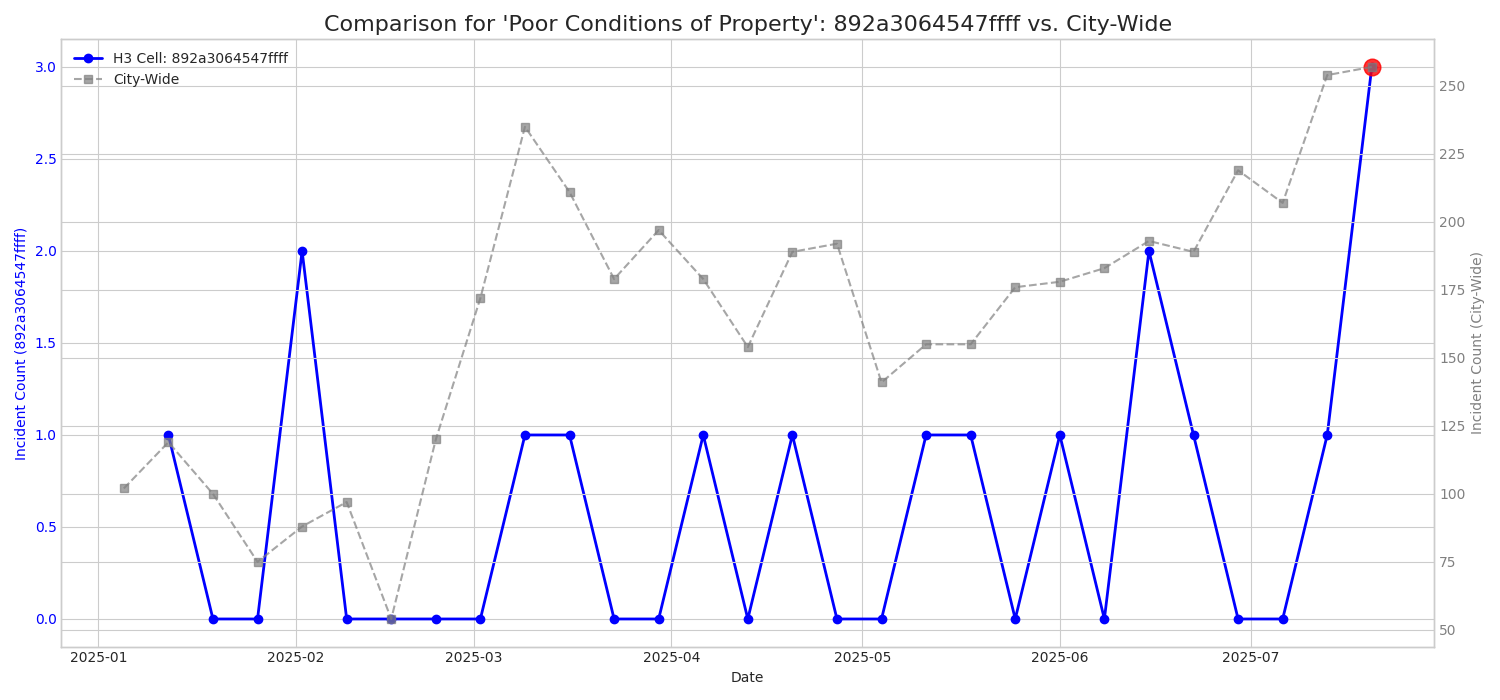 Comparison for 'Poor Conditions of Property': 892a3064547ffff vs. City-Wide
H3 Cell: 892a3064547ffff
City-Wide
Incident Count (892a3064547ffff)
3.0
2.5
2.0
1.5
1.0
0.5
0.0
250
225
200
175
150
125
100
75
50
Incident Count (City-Wide)
2025-01 2025-02 2025-03 2025-04 2025-05 2025-06 2025-07
Date